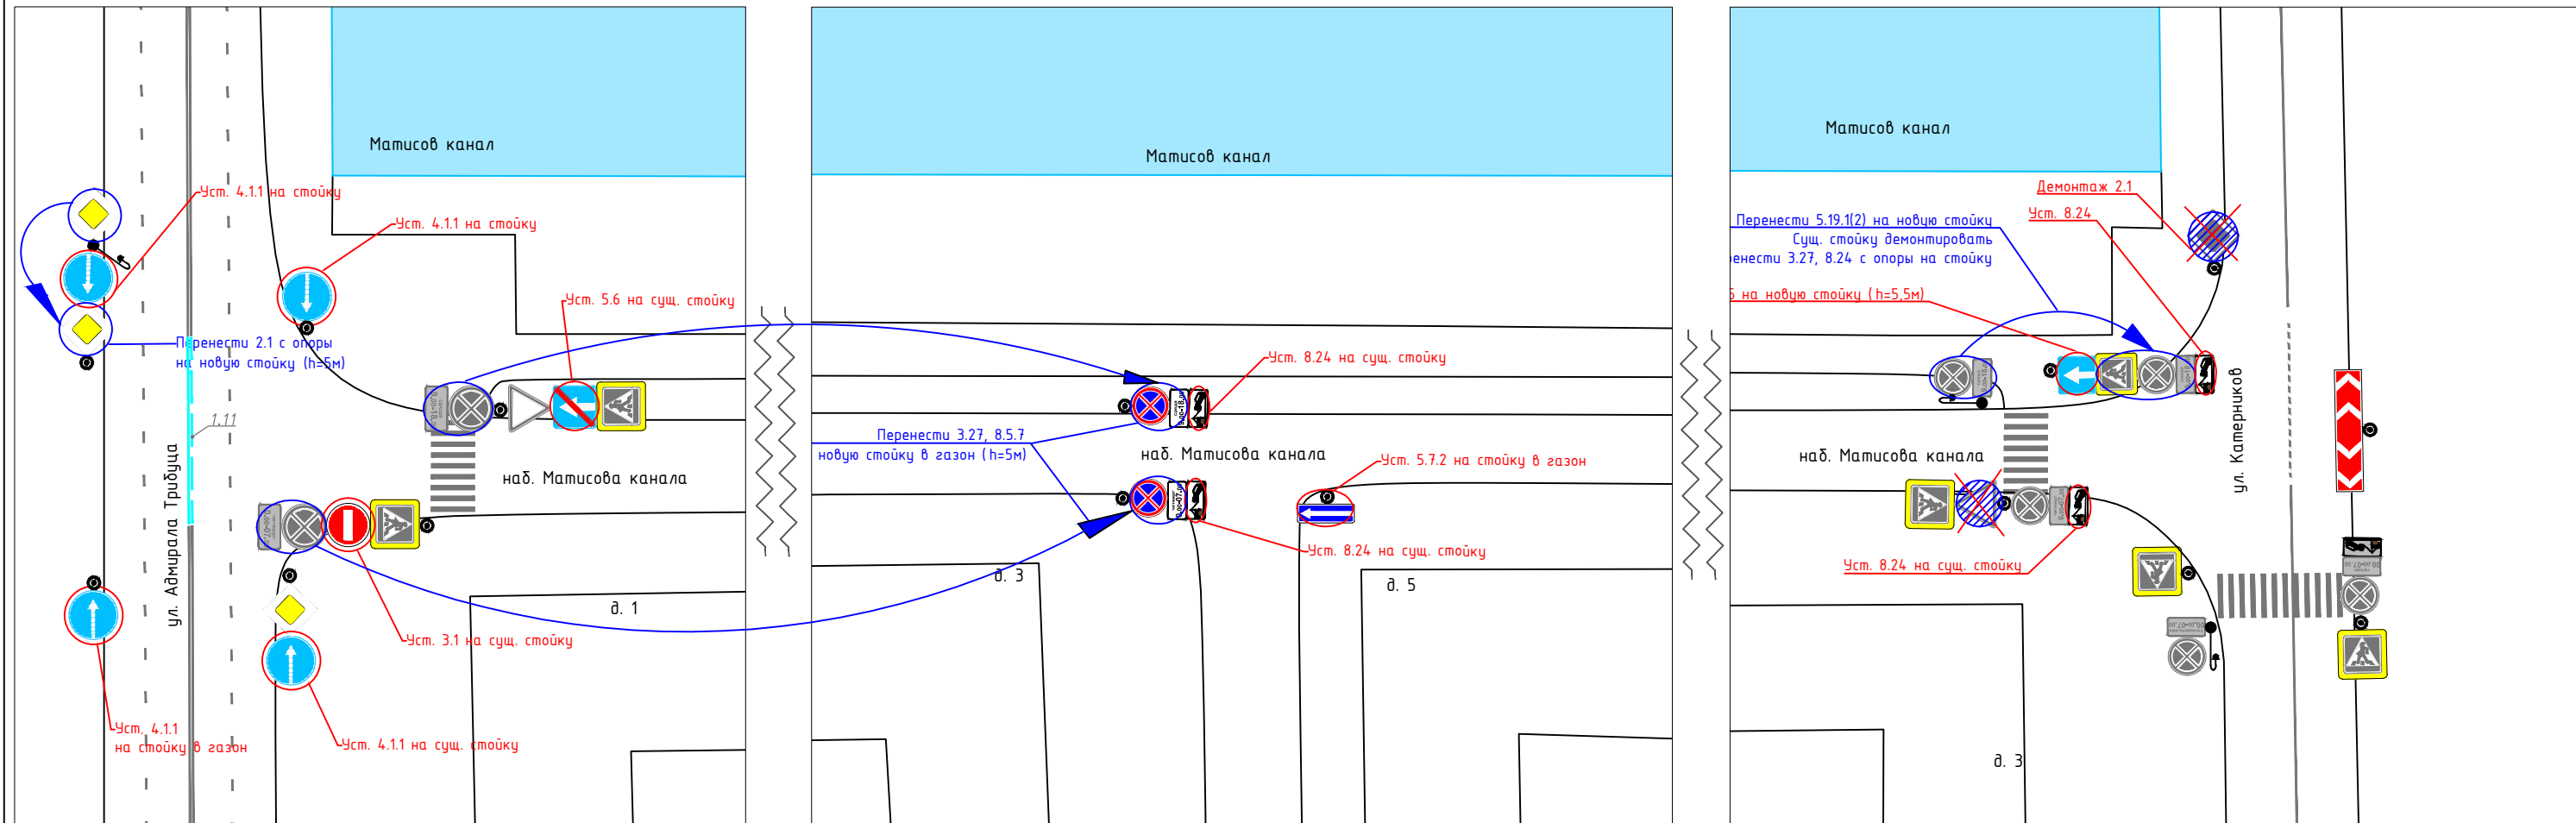 Матисов канал
Уст. 4.1.1 на стойку
Уст. 4.1.1 на стойку
Уст. 5.6 на сущ. стойку
Перенести 2.1 с опоры
на новую стойку (h=5м)
1.11
ул. Адмирала Трибуца
наб. Матисова канала
д. 1
Уст. 3.1 на сущ. стойку
Уст. 4.1.1
на стойку в газон
Уст. 4.1.1 на сущ. стойку
Матисов канал
Уст. 8.24 на сущ. стойку
Перенести 3.27, 8.5.7
новую стойку в газон (h=5м)
наб. Матисова канала
Уст. 5.7.2 на стойку в газон
Уст. 8.24 на сущ. стойку
д. 3
д. 5
Матисов канал
Демонтаж 2.1
Уст. 8.24
Перенести 5.19.1(2) на новую стойку
Сущ. стойку демонтировать
енести 3.27, 8.24 с опоры на стойку
на новую стойку (h=5,5м)
ул. Катерников
наб. Матисова канала
Уст. 8.24 на сущ. стойку
д. 3